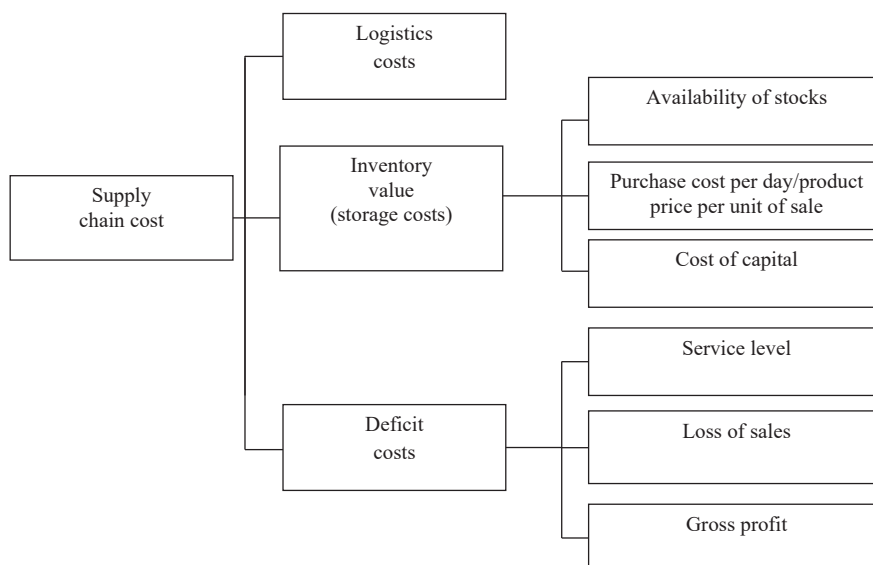 Logistics
costs
Availability of stocks
Supply
chain cost
Inventory
value
(storage costs)
Purchase cost per day/product
price per unit of sale
Cost of capital
Service level
Deficit
costs
Loss of sales
Gross profit